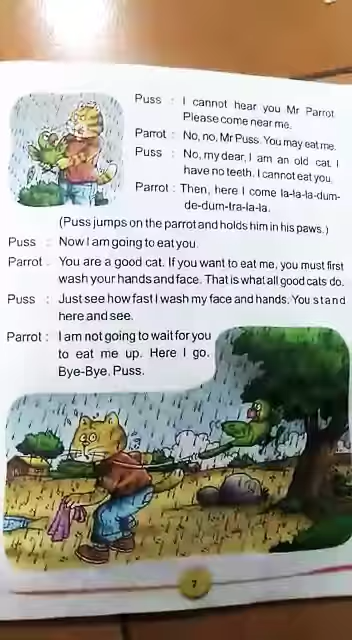 Puss : I cannot hear you Mr Parrot.
Please come near me.
Parrot : No, no, Mr Puss. You may eat me.
Puss : No, my dear, I am an old cat. I
have no teeth. I cannot eat you.
Parrot : Then, here I come la-la-la-dum-
de-dum-tra-la-la.
(Puss jumps on the parrot and holds him in his paws.)
Puss : Now I am going to eat you.
Parrot : You are a good cat. If you want to eat me, you must first
wash your hands and face. That is what all good cats do.
Puss : Just see how fast I wash my face and hands. You stand
here and see.
Parrot : I am not going to wait for you
to eat me up. Here I go.
Bye-Bye. Puss.
7